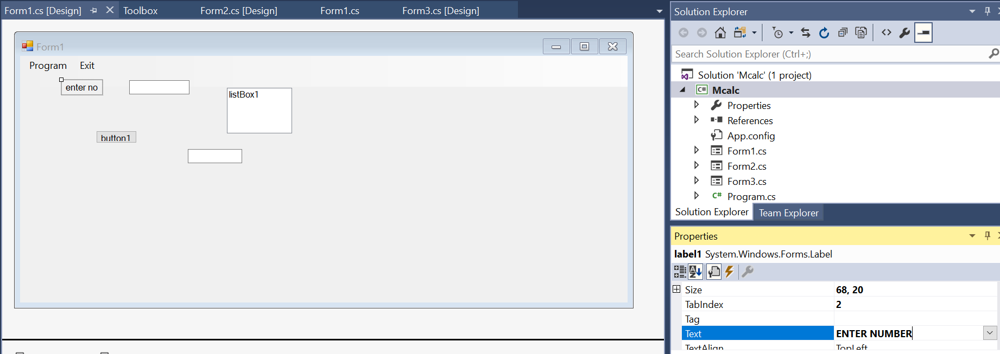 Form1.cs [Design]
Toolbox
Form2.cs [Design]
Form1.cs
Form3.cs [Design]
Form1
Program Exit
enter no
listBox1
button1
Solution Explorer
Search Solution Explorer (Ctrl+;)
Solution 'Mcalc' (1 project)
C# Mcalc
Properties
References
App.config
Form1.cs
Form2.cs
Form3.cs
C# Program.cs
Solution Explorer Team Explorer
Properties
label1 System.Windows.Forms.Label
Size 68, 20
TabIndex 2
Tag
Text ENTER NUMBER
TextAlign TopLeft